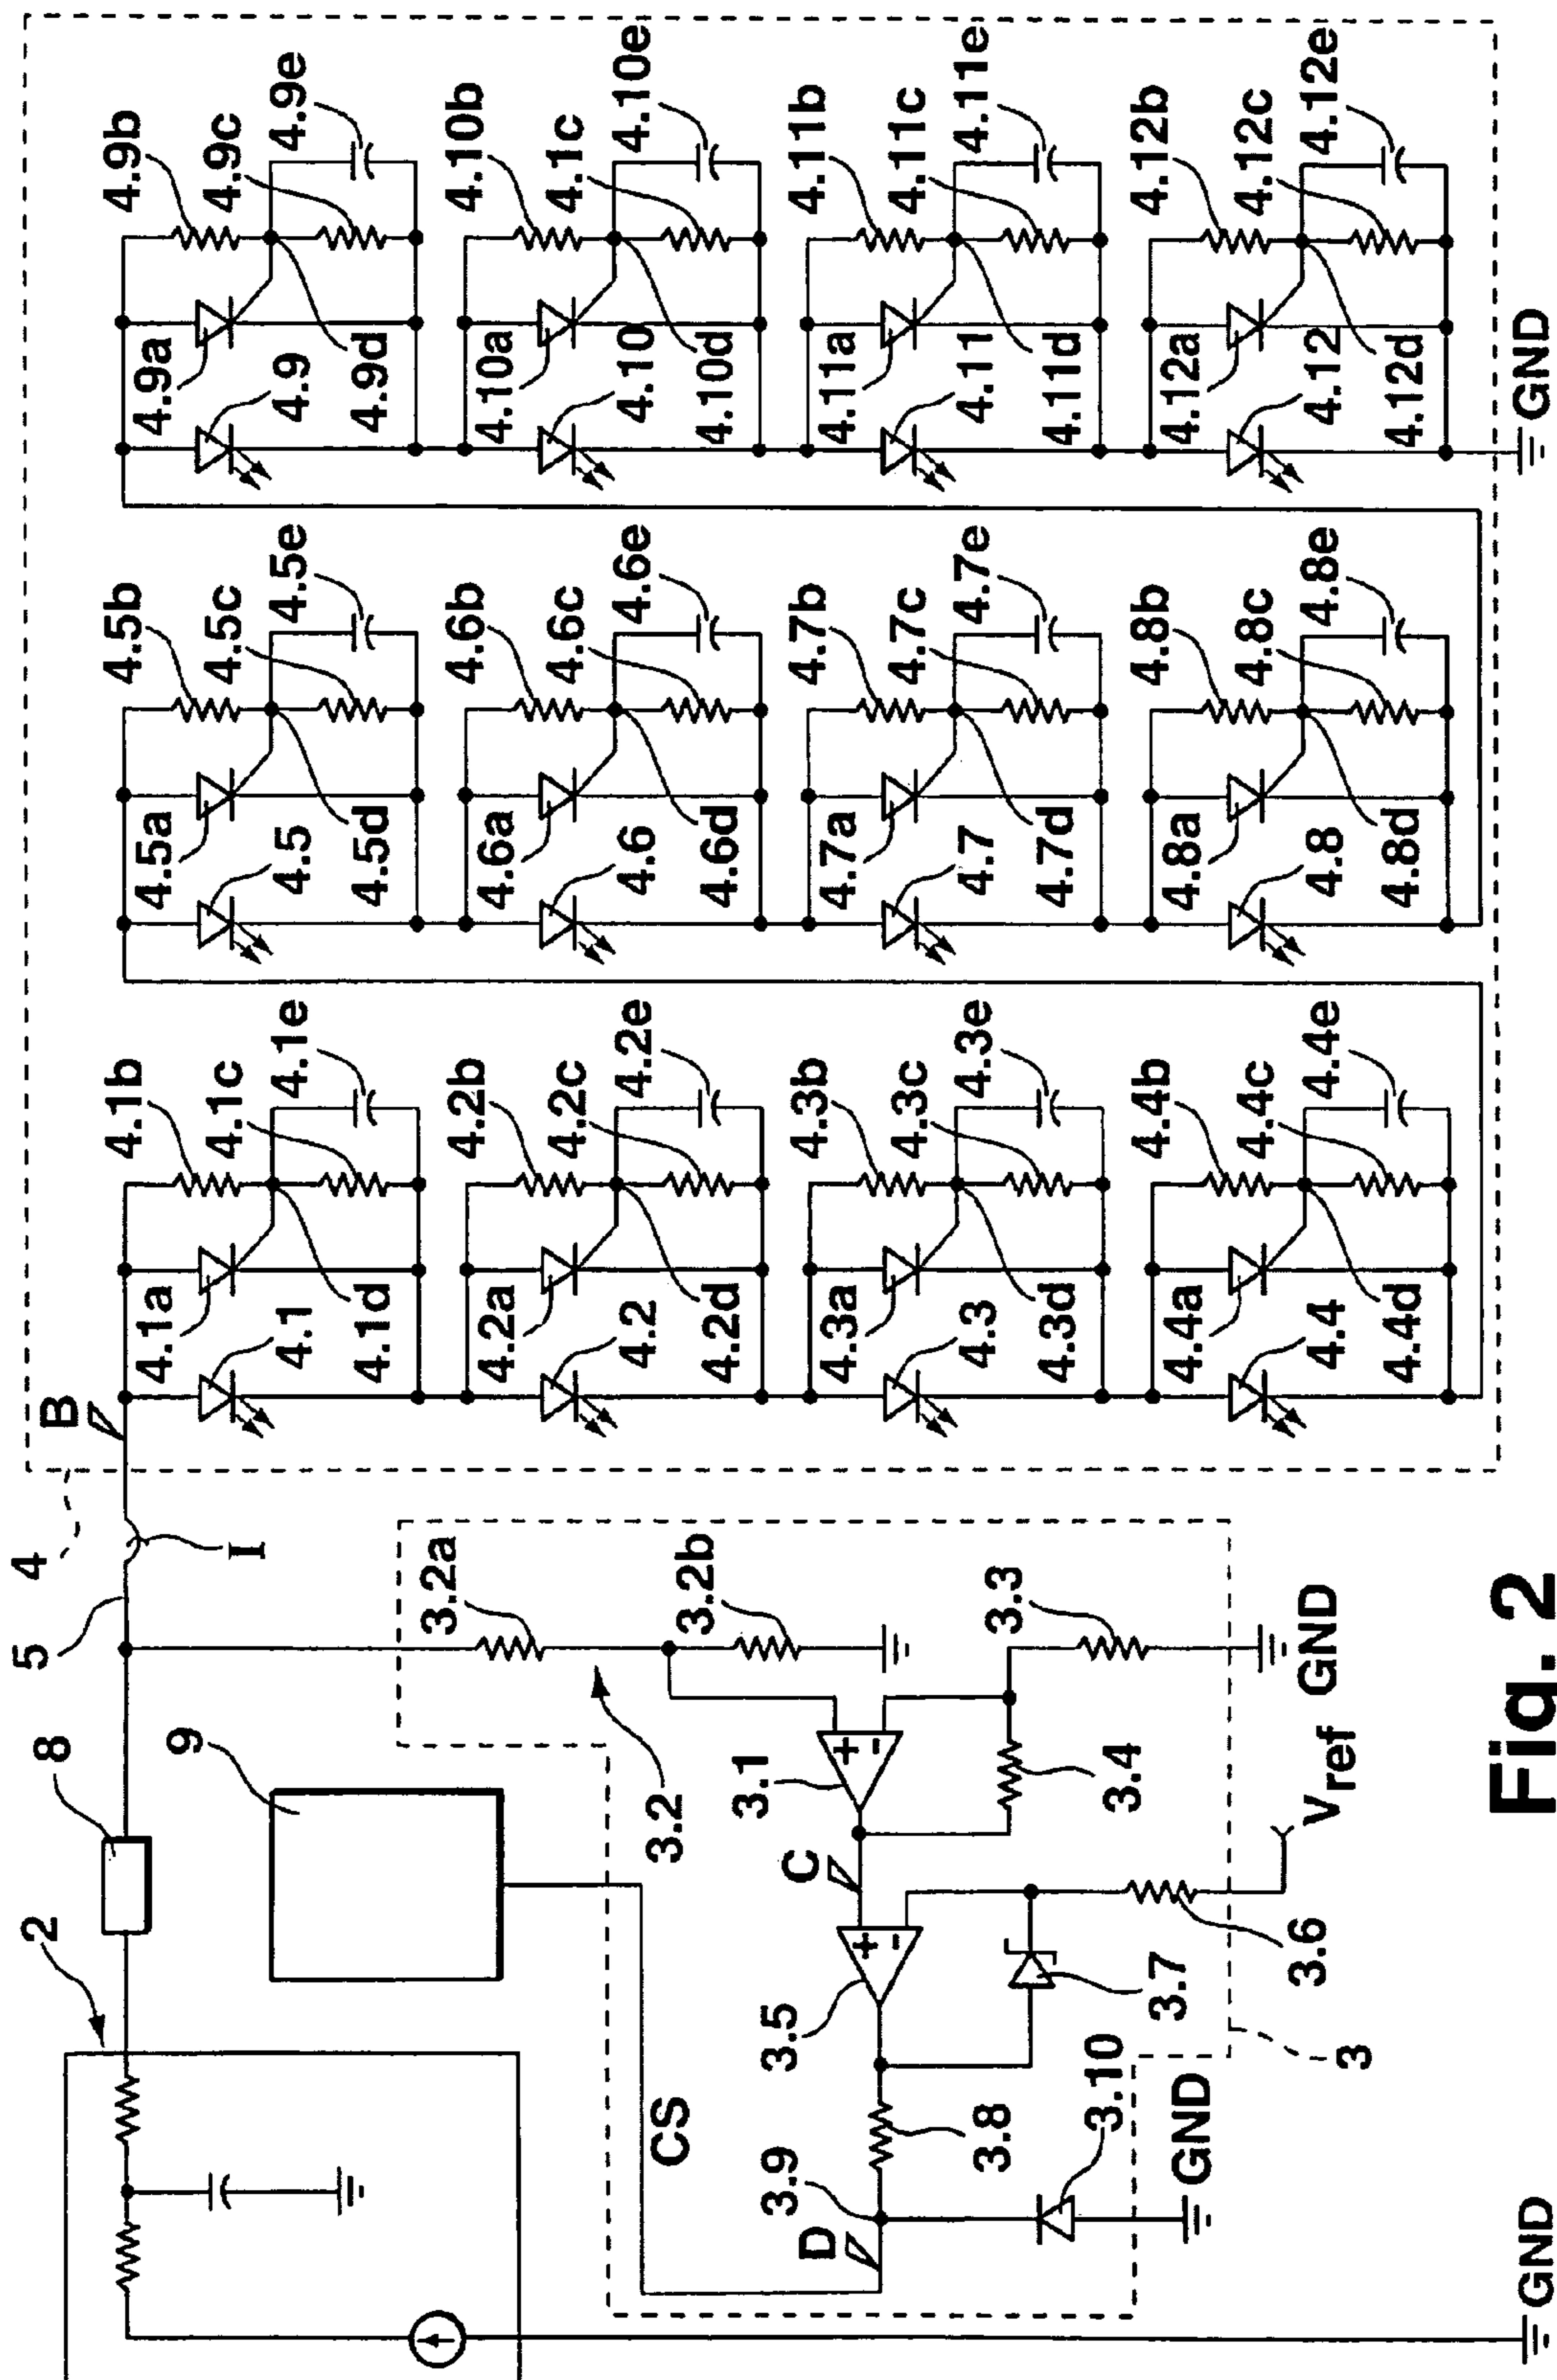 4
B
5
I
8
9
2
4.1a
4.1b
4.1c
4.1e
4.1
4.1d
4.2a
4.2b
4.2c
4.2e
4.2
4.2d
4.3a
4.3b
4.3c
4.3e
4.3
4.3d
4.4a
4.4b
4.4c
4.4e
4.4
4.4d
4.5a
4.5b
4.5c
4.5e
4.5
4.5d
4.6a
4.6b
4.6c
4.6e
4.6
4.6d
4.7a
4.7b
4.7c
4.7e
4.7
4.7d
4.8a
4.8b
4.8c
4.8e
4.8
4.8d
4.9a
4.9b
4.9c
4.9e
4.9
4.9d
4.10a
4.10b
4.1c
4.10e
4.10
4.10d
4.11a
4.11b
4.11c
4.11e
4.11
4.11d
4.12a
4.12b
4.12c
4.12e
4.12
4.12d
GND
3.2a
3.2
3.2b
3.1
+
-
3.3
3.4
C
GND
Vref
3.5
+
-
3.6
3.7
CS
3.8
3.9
D
3.10
GND
3
GND
Fig. 2